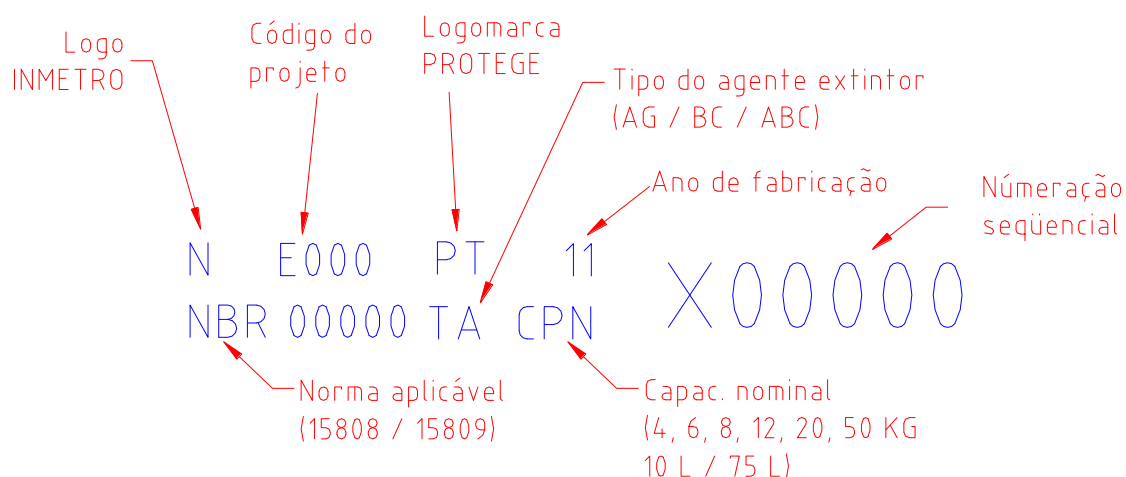 Logo
INMETRO
Código do
projeto
Logomarca
PROTEGE
Tipo do agente extintor
(AG / BC / ABC)
Ano de fabricação
Númeração
seqüencial
N E000 PT 11
NBR 00000 TA CPN
X00000
Norma aplicável
(15808 / 15809)
Capac. nominal
(4, 6, 8, 12, 20, 50 KG
10 L / 75 L)